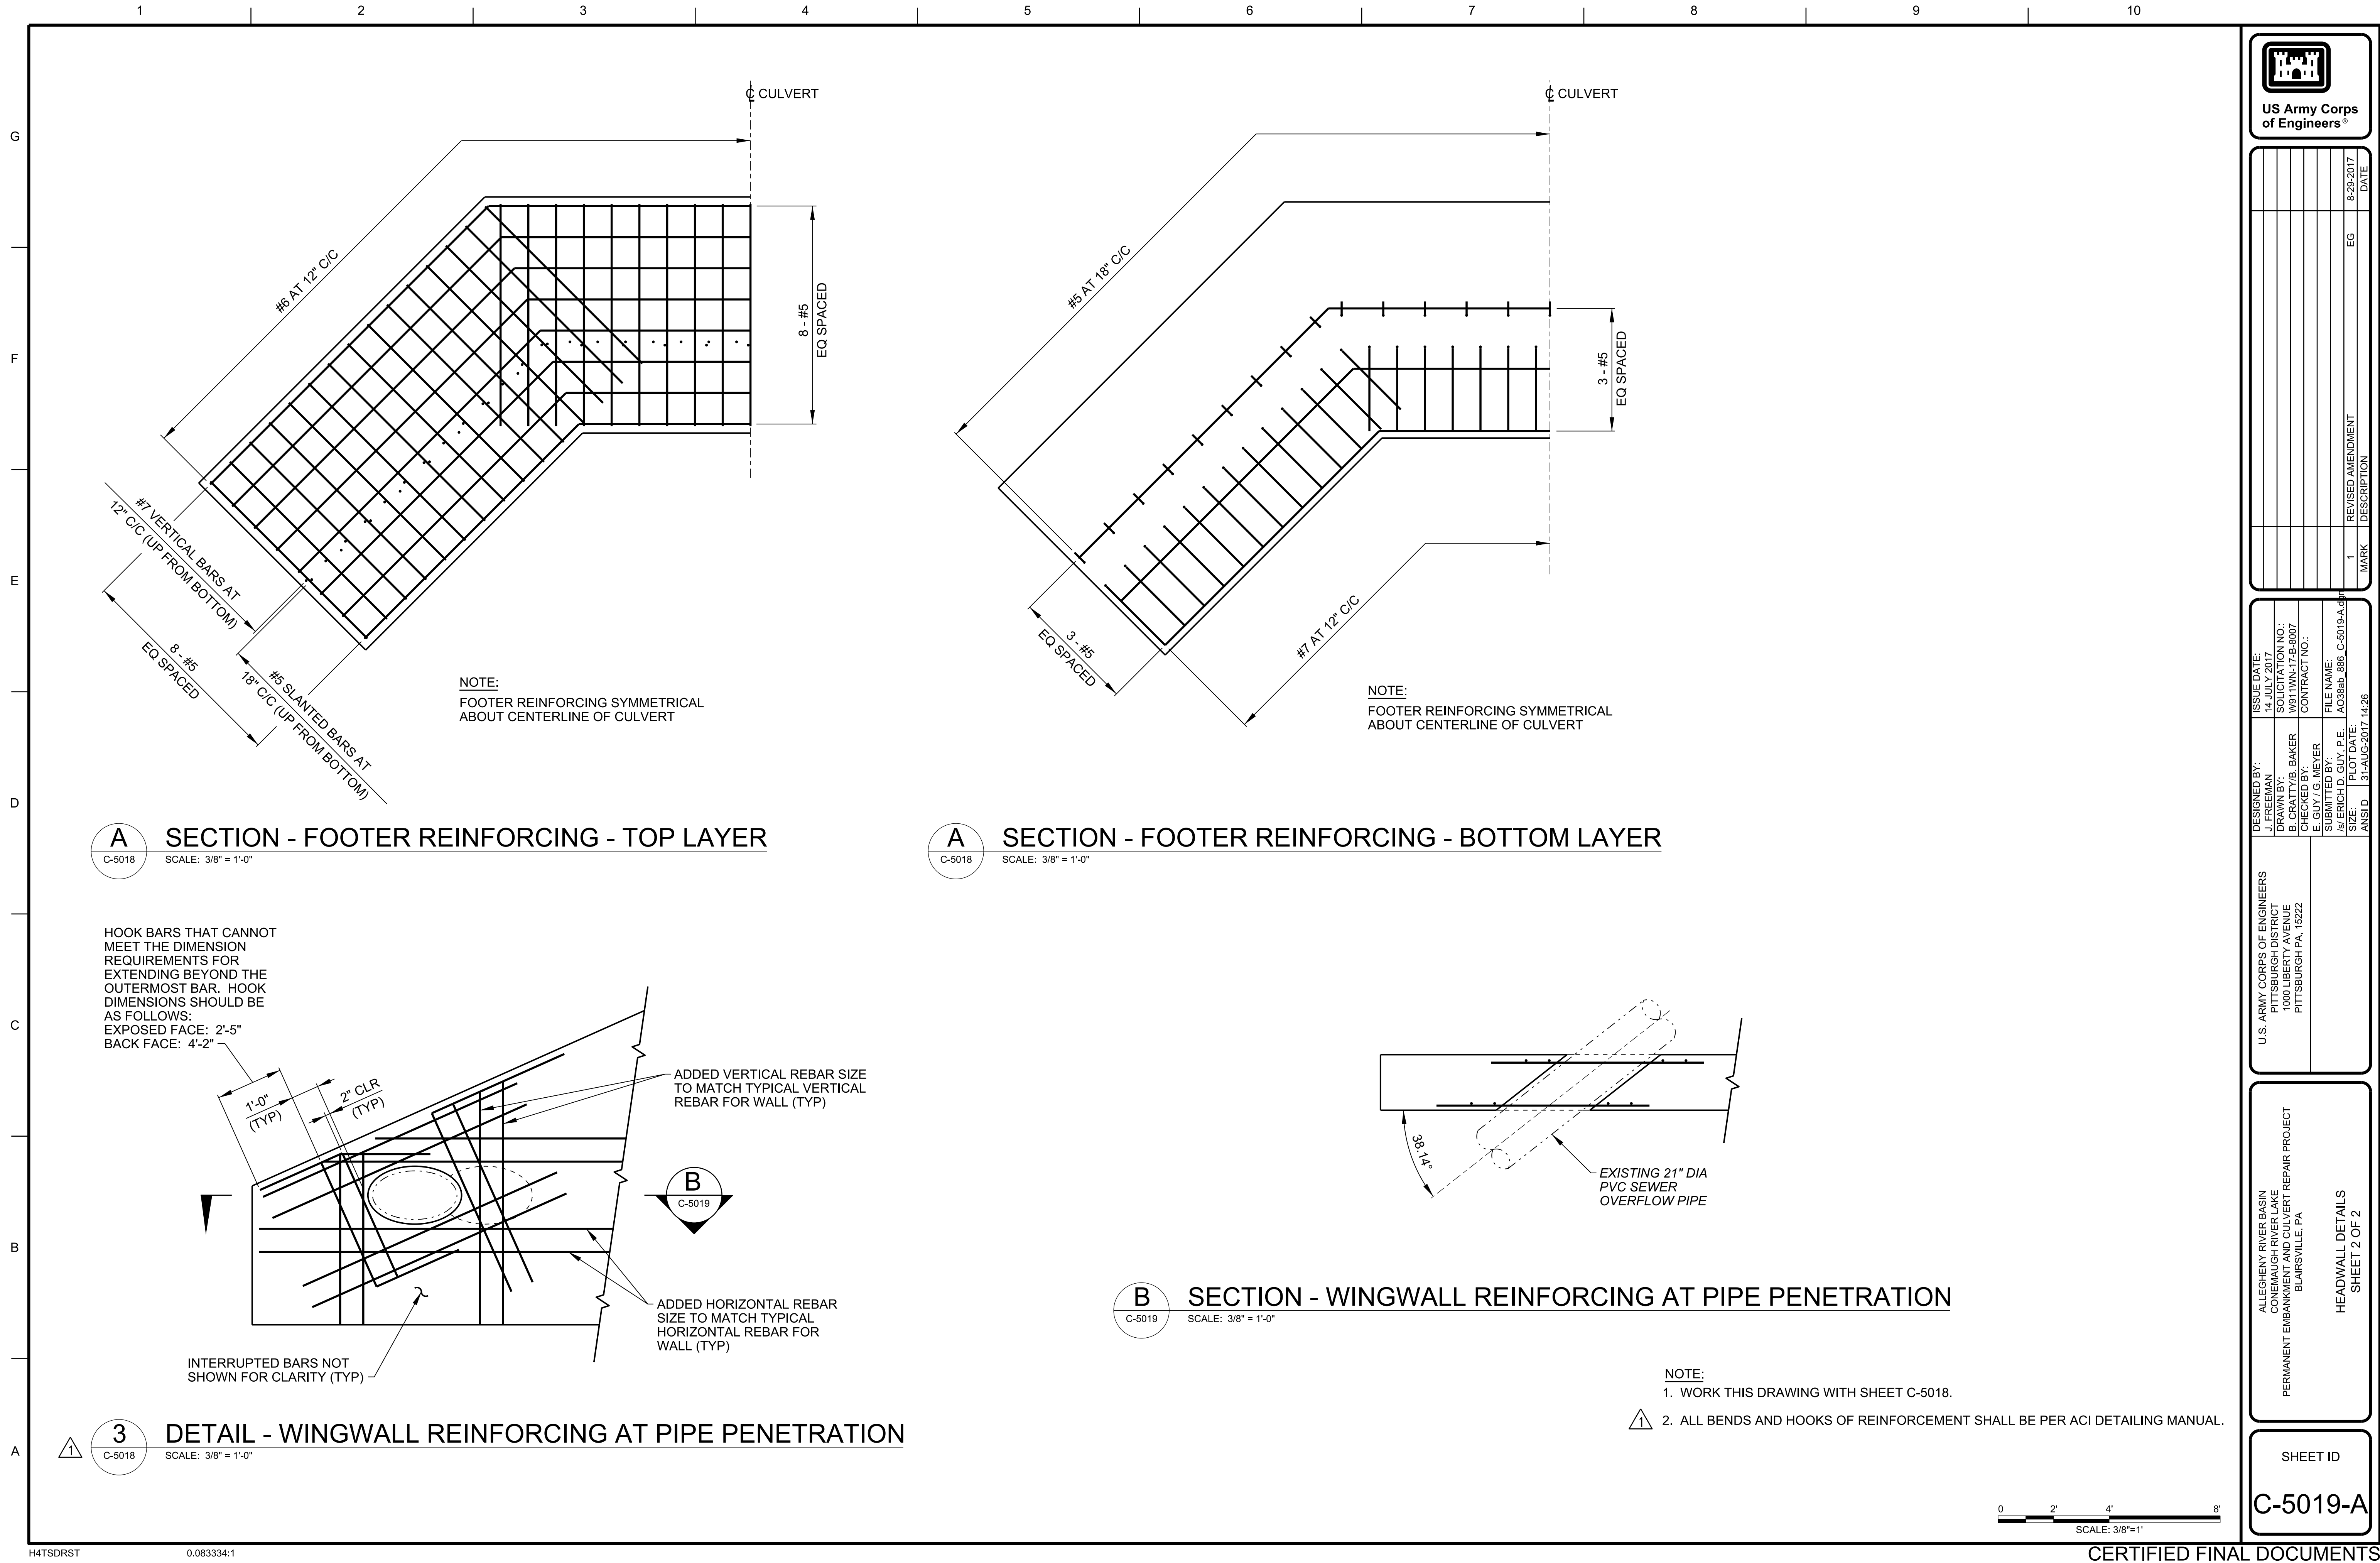 1 2 3 4 5 6 7 8 9 10
G
F
E
D
C
B
A
℄ CULVERT
#6 AT 12" C/C
8 - #5
EQ SPACED
#7 VERTICAL BARS AT
12" C/C (UP FROM BOTTOM)
8 - #5
EQ SPACED
#5 SLANTED BARS AT
18" C/C (UP FROM BOTTOM)
NOTE:
FOOTER REINFORCING SYMMETRICAL
ABOUT CENTERLINE OF CULVERT
A
C-5018
SECTION - FOOTER REINFORCING - TOP LAYER
SCALE: 3/8" = 1'-0"
℄ CULVERT
#5 AT 18" C/C
3 - #5
EQ SPACED
3 - #5
EQ SPACED
#7 AT 12" C/C
NOTE:
FOOTER REINFORCING SYMMETRICAL
ABOUT CENTERLINE OF CULVERT
A
C-5018
SECTION - FOOTER REINFORCING - BOTTOM LAYER
SCALE: 3/8" = 1'-0"
HOOK BARS THAT CANNOT
MEET THE DIMENSION
REQUIREMENTS FOR
EXTENDING BEYOND THE
OUTERMOST BAR. HOOK
DIMENSIONS SHOULD BE
AS FOLLOWS:
EXPOSED FACE: 2'-5"
BACK FACE: 4'-2"
1'-0"
(TYP)
2" CLR
(TYP)
ADDED VERTICAL REBAR SIZE
TO MATCH TYPICAL VERTICAL
REBAR FOR WALL (TYP)
B
C-5019
ADDED HORIZONTAL REBAR
SIZE TO MATCH TYPICAL
HORIZONTAL REBAR FOR
WALL (TYP)
INTERRUPTED BARS NOT
SHOWN FOR CLARITY (TYP)
1
3
C-5018
DETAIL - WINGWALL REINFORCING AT PIPE PENETRATION
SCALE: 3/8" = 1'-0"
38.14°
EXISTING 21" DIA
PVC SEWER
OVERFLOW PIPE
B
C-5019
SECTION - WINGWALL REINFORCING AT PIPE PENETRATION
SCALE: 3/8" = 1'-0"
NOTE:
1. WORK THIS DRAWING WITH SHEET C-5018.
1 2. ALL BENDS AND HOOKS OF REINFORCEMENT SHALL BE PER ACI DETAILING MANUAL.
0 2' 4' 8'
SCALE: 3/8"=1'
US Army Corps
of Engineers®
1 REVISED AMENDMENT EG 8-29-2017
MARK DESCRIPTION DATE
DESIGNED BY:
J. FREEMAN
DRAWN BY:
B. CRATTY/B. BAKER
CHECKED BY:
E. GUY / G. MEYER
SUBMITTED BY:
/s/ ERICH D. GUY, P.E.
SIZE:
ANSI D
PLOT DATE:
31-AUG-2017 14:26
ISSUE DATE:
14 JULY 2017
SOLICITATION NO.:
W911WN-17-B-8007
CONTRACT NO.:
FILE NAME:
AO38ab_886_C-5019-A.dgn
U.S. ARMY CORPS OF ENGINEERS
PITTSBURGH DISTRICT
1000 LIBERTY AVENUE
PITTSBURGH PA, 15222
ALLEGHENY RIVER BASIN
CONEMAUGH RIVER LAKE
PERMANENT EMBANKMENT AND CULVERT REPAIR PROJECT
BLAIRSVILLE, PA
HEADWALL DETAILS
SHEET 2 OF 2
SHEET ID
C-5019-A
H4TSDRST 0.083334:1
CERTIFIED FINAL DOCUMENTS